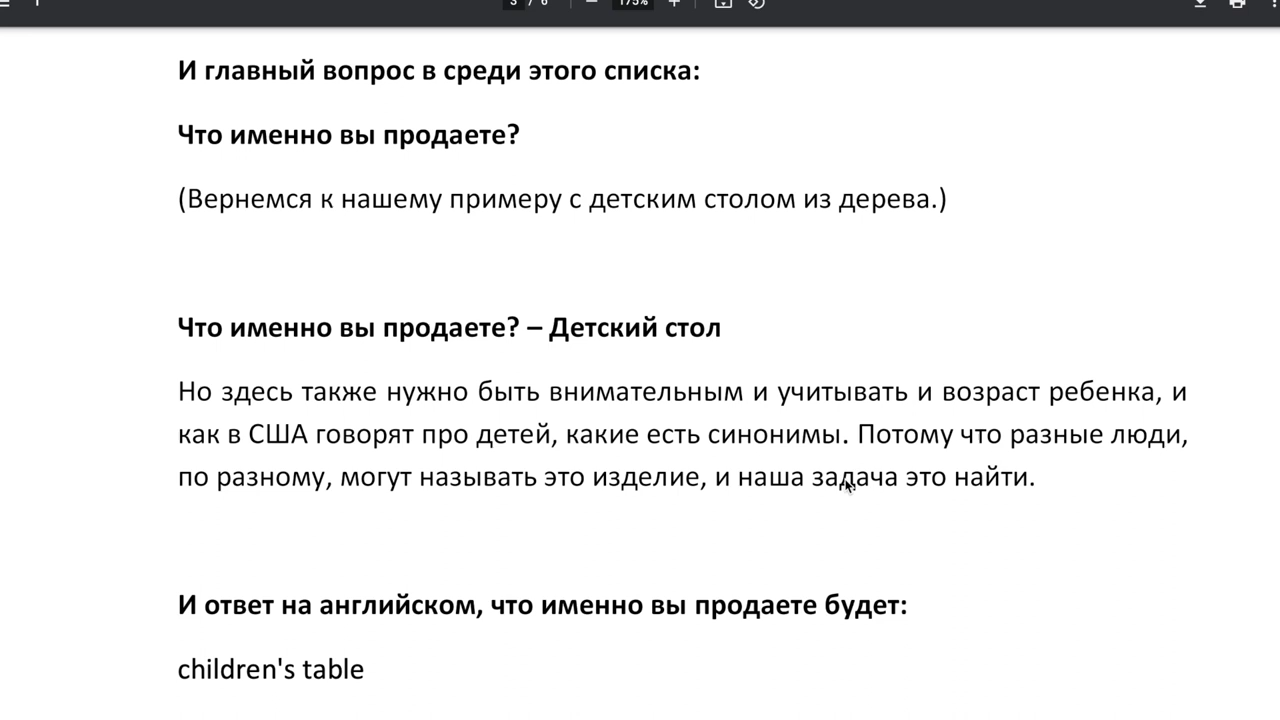 3 / 6
175%
И главный вопрос в среди этого списка:
Что именно вы продаете?
(Вернемся к нашему примеру с детским столом из дерева.)
Что именно вы продаете? – Детский стол
Но здесь также нужно быть внимательным и учитывать и возраст ребенка, и
как в США говорят про детей, какие есть синонимы. Потому что разные люди,
по разному, могут называть это изделие, и наша задача это найти.
И ответ на английском, что именно вы продаете будет:
children's table